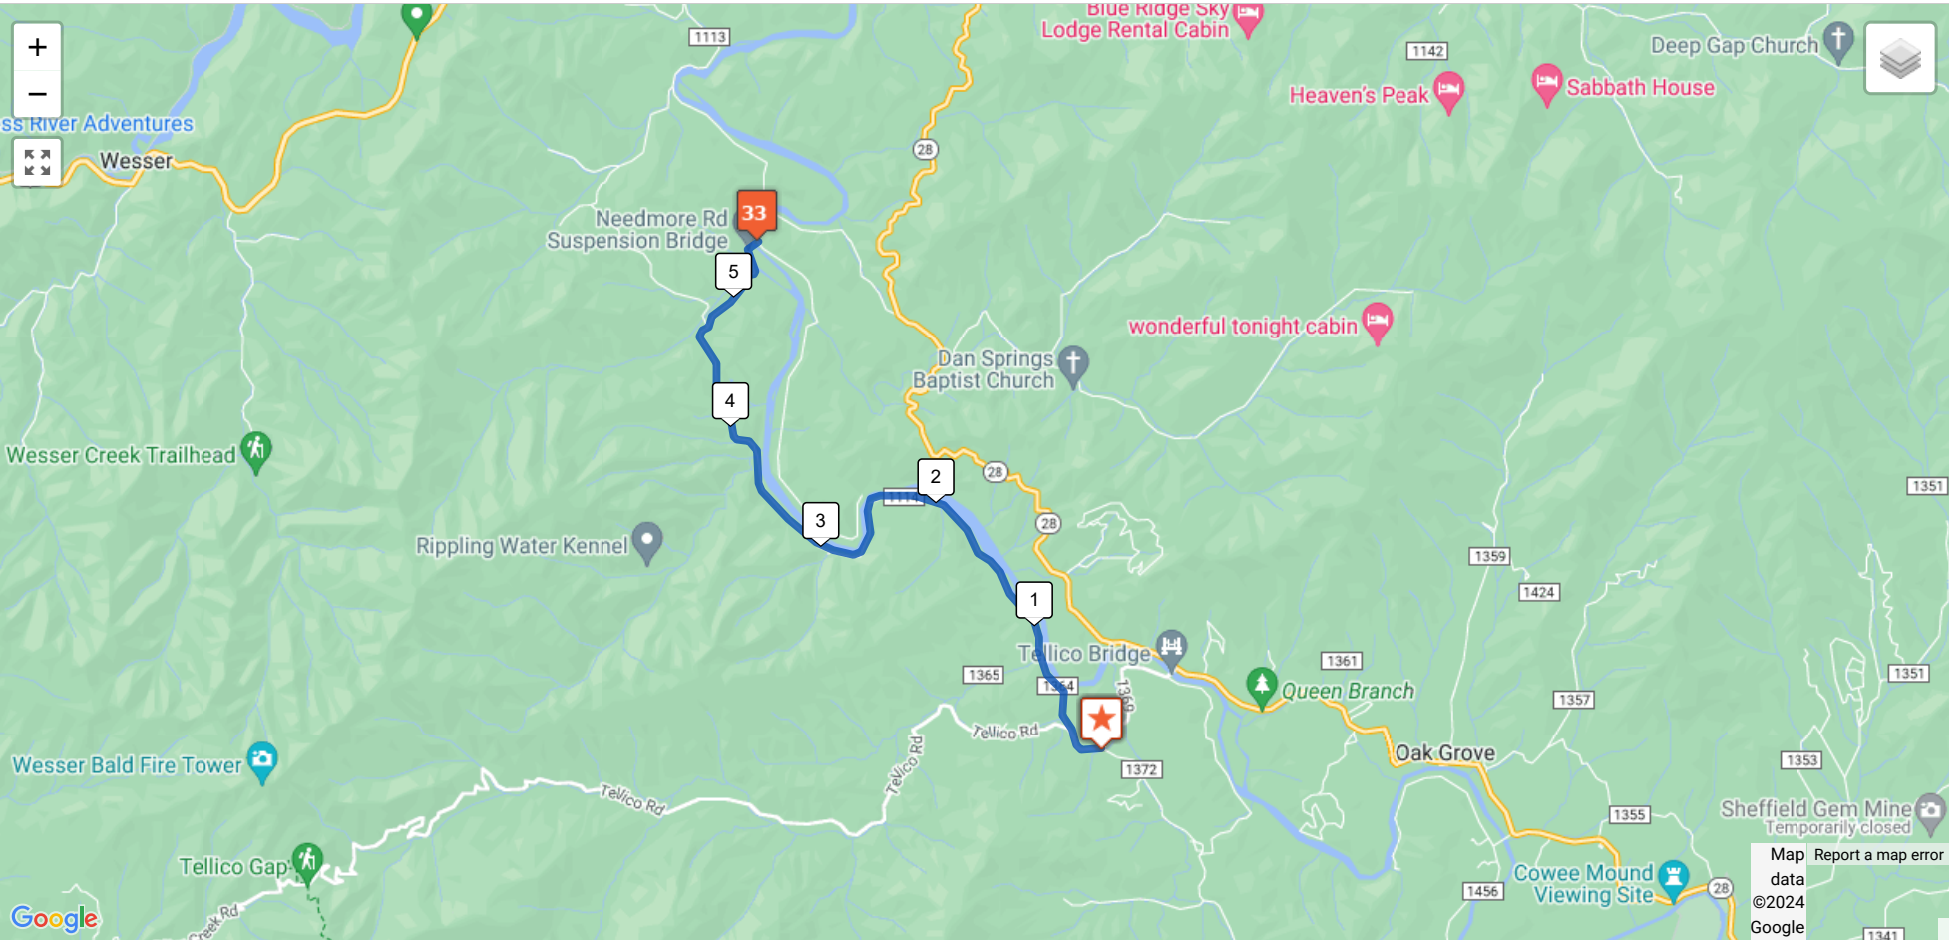 Blue Ridge Sky
Lodge Rental Cabin
1113
1142
Deep Gap Church
+
−
Heaven's Peak
Sabbath House
ss River Adventures
28
Wesser
33
Needmore Rd
Suspension Bridge
5
wonderful tonight cabin
Dan Springs
Baptist Church
4
Wesser Creek Trailhead
2
28
1351
3
28
Rippling Water Kennel
1359
1424
1
Tellico Bridge
1361
1365
1364
1369
Queen Branch
1351
1357
Tellico Rd
Oak Grove
1372
1353
Wesser Bald Fire Tower
Tellico Rd
Tellico Rd
1355
Sheffield Gem Mine
Temporarily closed
Tellico Gap
Cowee Mound
Viewing Site
1456
28
Map
data
©2024
Google
Report a map error
Google
Creek Rd
1341